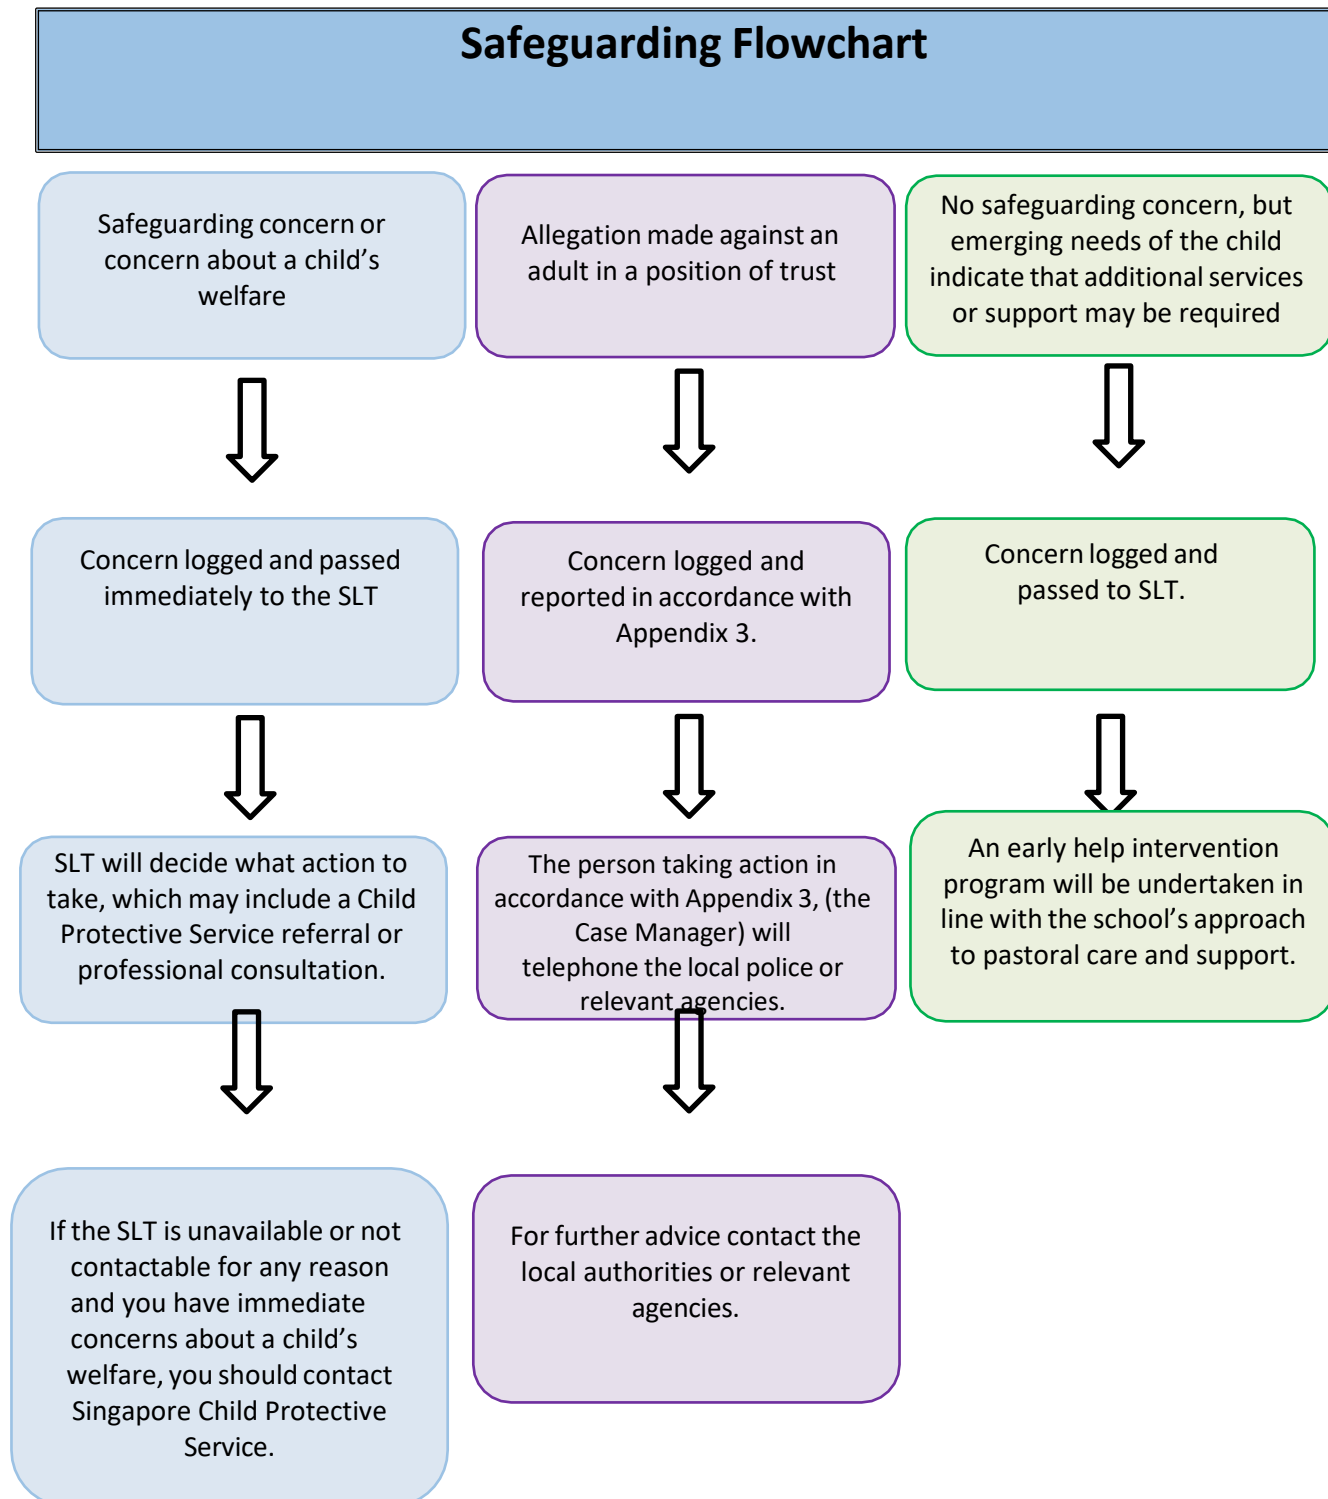 Safeguarding Flowchart
Safeguarding concern or
concern about a child’s
welfare
Allegation made against an
adult in a position of trust
No safeguarding concern, but
emerging needs of the child
indicate that additional services
or support may be required
Concern logged and passed
immediately to the SLT
Concern logged and
reported in accordance with
Appendix 3.
Concern logged and
passed to SLT.
SLT will decide what action to
take, which may include a Child
Protective Service referral or
professional consultation.
The person taking action in
accordance with Appendix 3, (the
Case Manager) will
telephone the local police or
relevant agencies.
An early help intervention
program will be undertaken in
line with the school’s approach
to pastoral care and support.
If the SLT is unavailable or not
contactable for any reason
and you have immediate
concerns about a child’s
welfare, you should contact
Singapore Child Protective
Service.
For further advice contact the
local authorities or relevant
agencies.